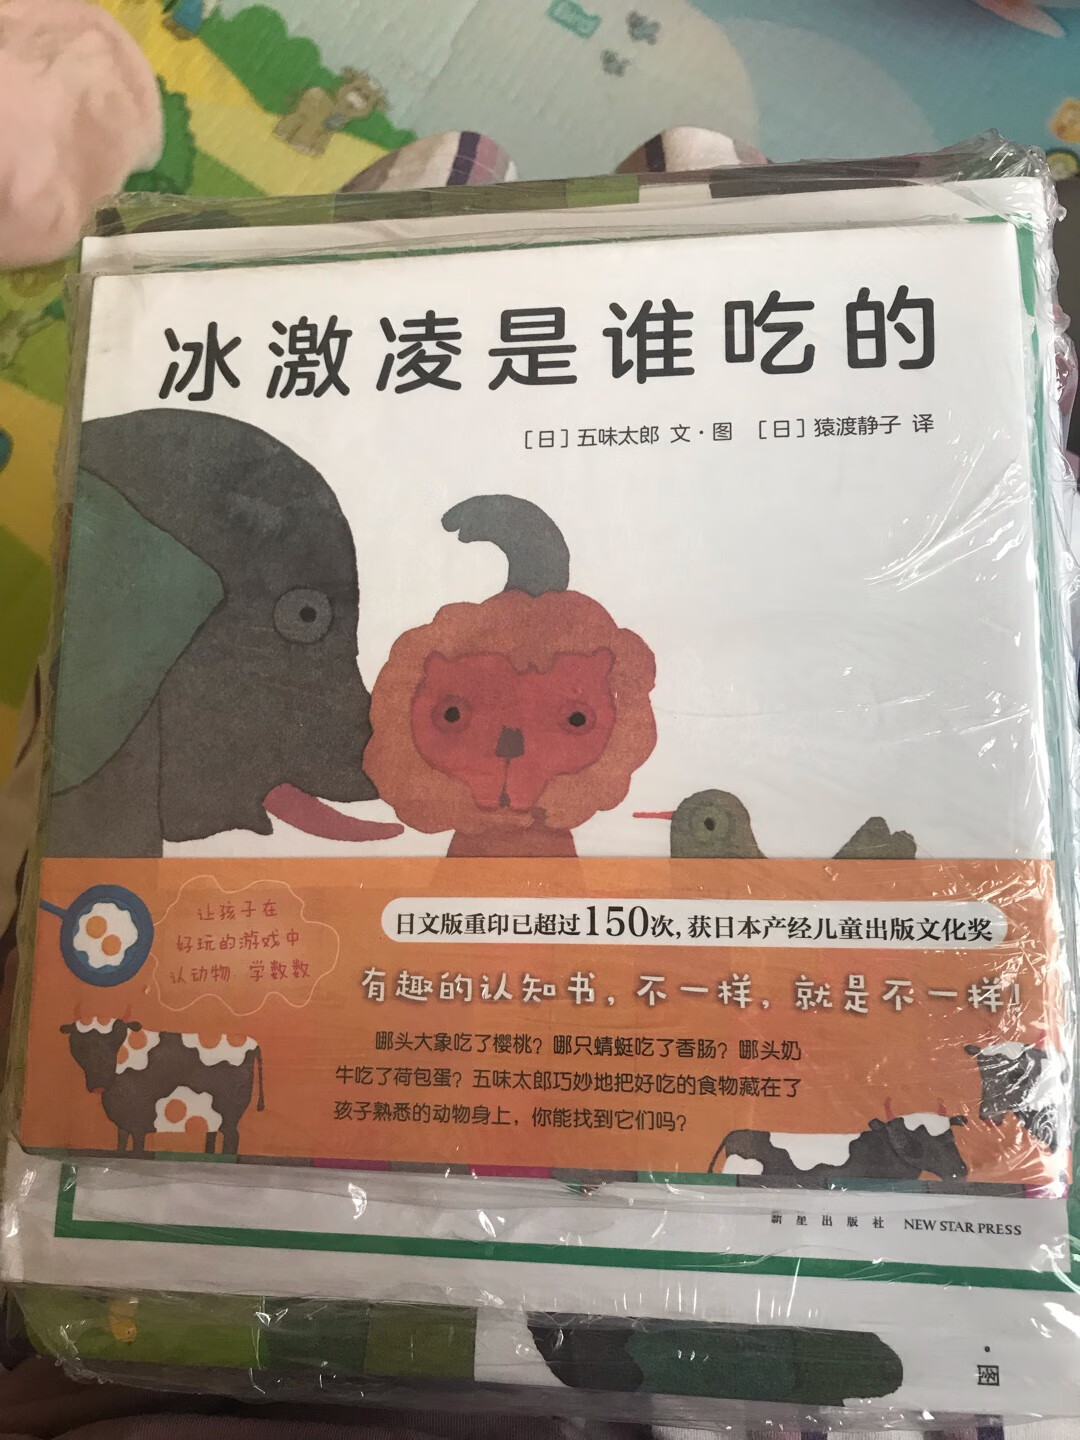 冰激凌是谁吃的
[日]五味太郎 文·图 [日]猿渡静子 译
让孩子在
好玩的游戏中
认动物,学数数
日文版重印已超过150次,获日本产经儿童出版文化奖
有趣的认知书,不一样,就是不一样!
哪头大象吃了樱桃?哪只蜻蜓吃了香肠?哪头奶
牛吃了荷包蛋?五味太郎巧妙地把好吃的食物藏在了
孩子熟悉的动物身上,你能找到它们吗?
新星出版社 NEW STAR PRESS
·图